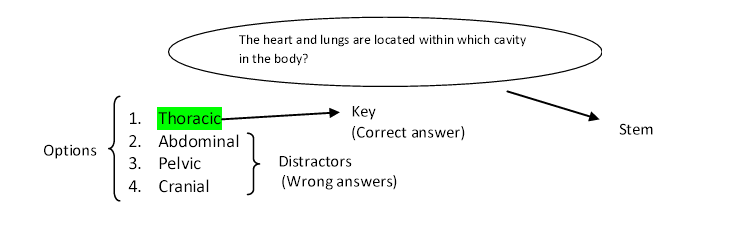 The heart and lungs are located within which cavity
in the body?
Options
1. Thoracic
2. Abdominal
3. Pelvic
4. Cranial
Key
(Correct answer)
Distractors
(Wrong answers)
Stem